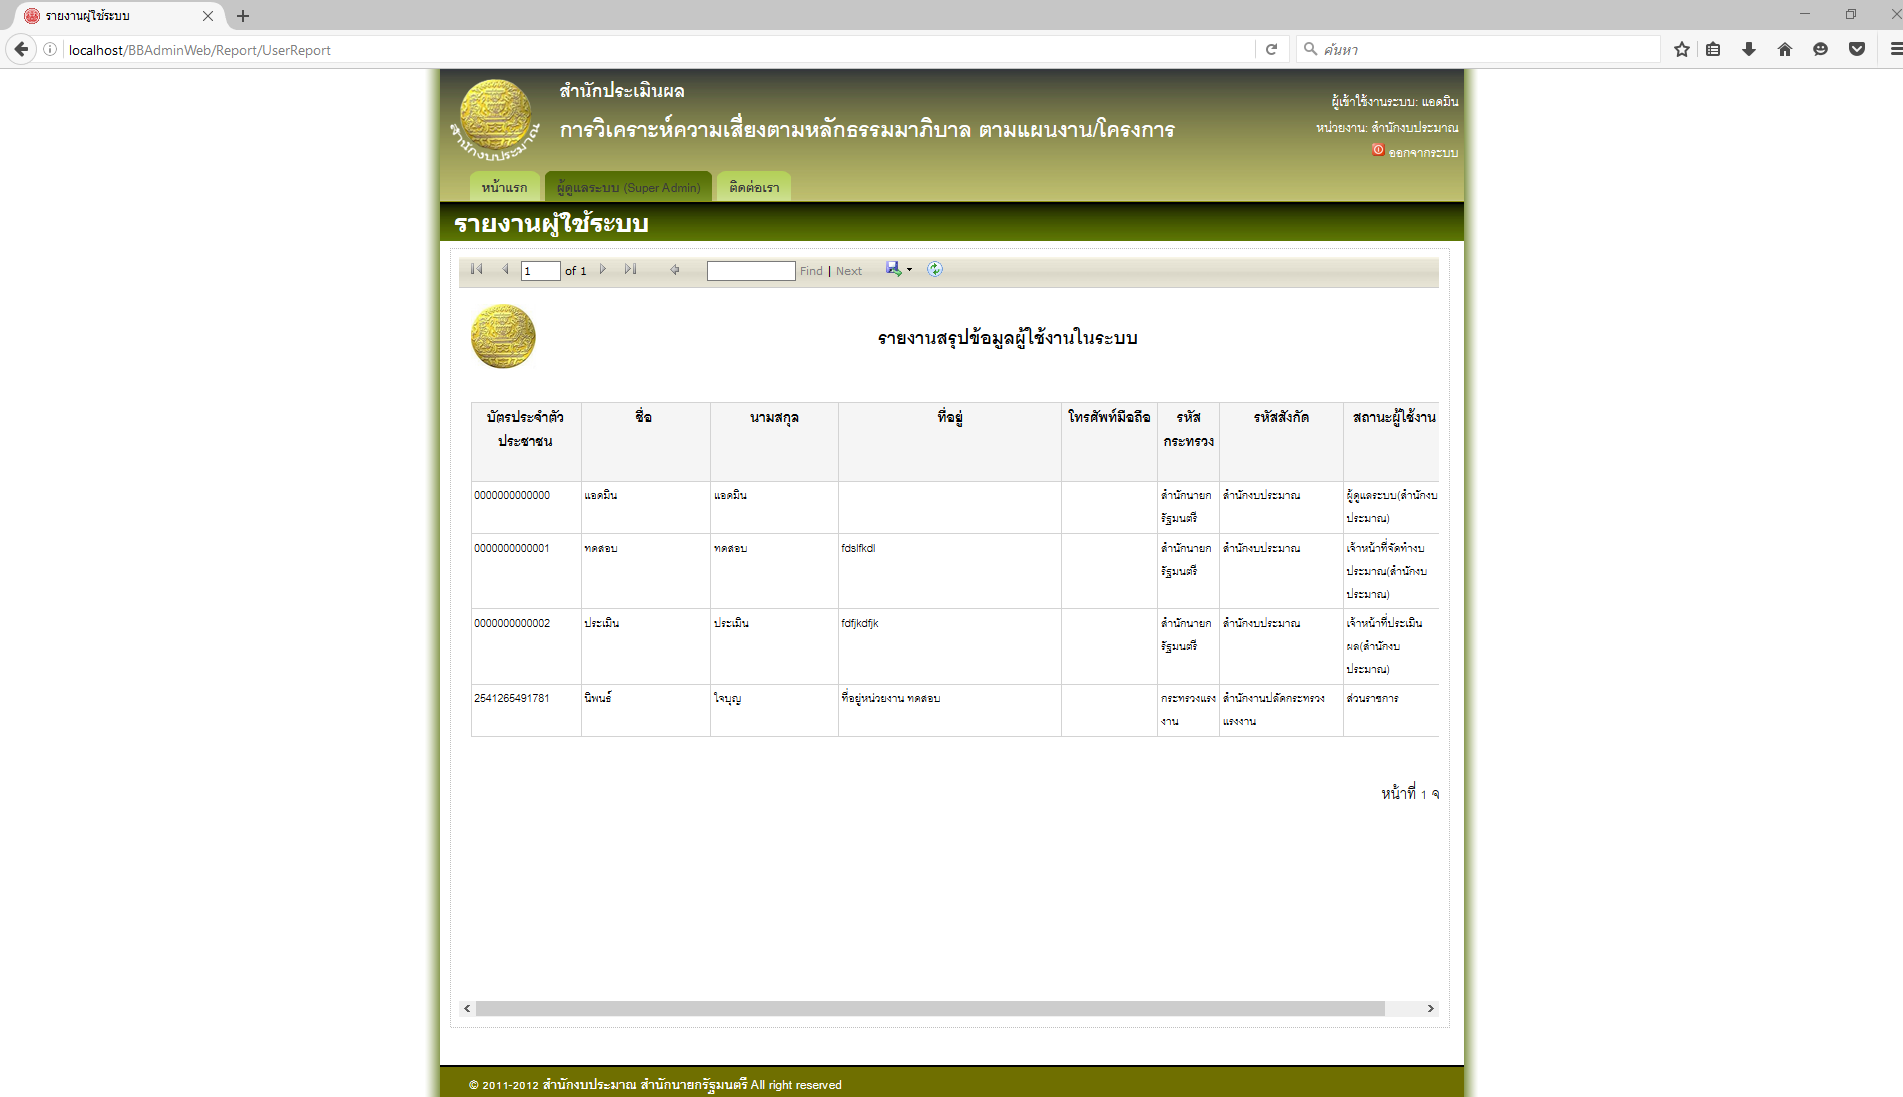 รายงานผู้ใช้ระบบ
localhost/BBAdminWeb/Report/UserReport
ค้นหา
สำนักงบประมาณ
สำนักประเมินผล
การวิเคราะห์ความเสี่ยงตามหลักธรรมมาภิบาล ตามแผนงาน/โครงการ
ผู้เข้าใช้งานระบบ: แอดมิน
หน่วยงาน: สำนักงบประมาณ
ออกจากระบบ
หน้าแรก ผู้ดูแลระบบ (Super Admin) ติดต่อเรา
รายงานผู้ใช้ระบบ
1 of 1 Find | Next
รายงานสรุปข้อมูลผู้ใช้งานในระบบ
บัตรประจำตัว ชื่อ นามสกุล ที่อยู่ โทรศัพท์มือถือ รหัส รหัสสังกัด สถานะผู้ใช้งาน
ประชาชน กระทรวง
0000000000000 แอดมิน แอดมิน สำนักนายก สำนักงบประมาณ ผู้ดูแลระบบ(สำนักงบ
รัฐมนตรี ประมาณ)
0000000000001 ทดสอบ ทดสอบ fdslfkdl สำนักนายก สำนักงบประมาณ เจ้าหน้าที่จัดทำงบ
รัฐมนตรี ประมาณ(สำนักงบ
ประมาณ)
0000000000002 ประเมิน ประเมิน fdfjkdfjk สำนักนายก สำนักงบประมาณ เจ้าหน้าที่ประเมิน
รัฐมนตรี ผล(สำนักงบ
ประมาณ)
2541265491781 นิพนธ์ ใจบุญ ที่อยู่หน่วยงาน ทดสอบ กระทรวงแรง สำนักงานปลัดกระทรวง ส่วนราชการ
งาน แรงงาน
หน้าที่ 1 จ
© 2011-2012 สำนักงบประมาณ สำนักนายกรัฐมนตรี All right reserved